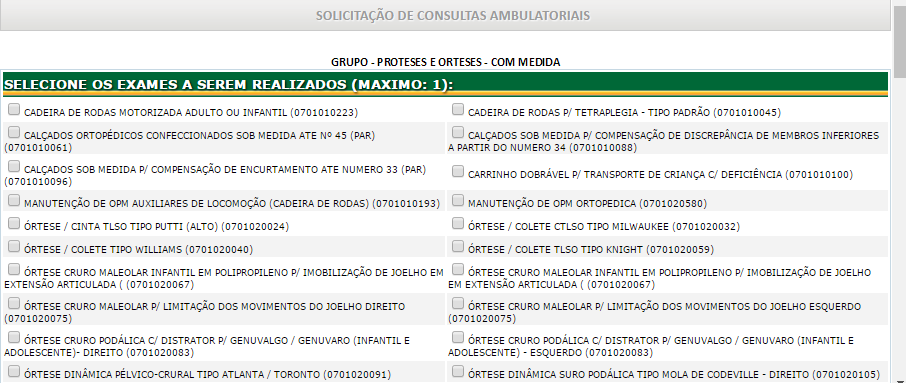 SOLICITAÇÃO DE CONSULTAS AMBULATORIAIS
GRUPO - PROTESES E ORTESES - COM MEDIDA
SELECIONE OS EXAMES A SEREM REALIZADOS (MAXIMO: 1):
CADEIRA DE RODAS MOTORIZADA ADULTO OU INFANTIL (0701010223)
CADEIRA DE RODAS P/ TETRAPLEGIA - TIPO PADRÃO (0701010045)
CALÇADOS ORTOPÉDICOS CONFECCIONADOS SOB MEDIDA ATE Nº 45 (PAR)
(0701010061)
CALÇADOS SOB MEDIDA P/ COMPENSAÇÃO DE DISCREPÂNCIA DE MEMBROS INFERIORES
A PARTIR DO NUMERO 34 (0701010088)
CALÇADOS SOB MEDIDA P/ COMPENSAÇÃO DE ENCURTAMENTO ATE NUMERO 33 (PAR)
(0701010096)
CARRINHO DOBRÁVEL P/ TRANSPORTE DE CRIANÇA C/ DEFICIÊNCIA (0701010100)
MANUTENÇÃO DE OPM AUXILIARES DE LOCOMOÇÃO (CADEIRA DE RODAS) (0701010193)
MANUTENÇÃO DE OPM ORTOPEDICA (0701020580)
ÓRTESE / CINTA TLSO TIPO PUTTI (ALTO) (0701020024)
ÓRTESE / COLETE CTLSO TIPO MILWAUKEE (0701020032)
ÓRTESE / COLETE TIPO WILLIAMS (0701020040)
ÓRTESE / COLETE TLSO TIPO KNIGHT (0701020059)
ÓRTESE CRURO MALEOLAR INFANTIL EM POLIPROPILENO P/ IMOBILIZAÇÃO DE JOELHO EM
EXTENSÃO ARTICULADA ( (0701020067)
ÓRTESE CRURO MALEOLAR INFANTIL EM POLIPROPILENO P/ IMOBILIZAÇÃO DE JOELHO
EM EXTENSÃO ARTICULADA ( (0701020067)
ÓRTESE CRURO MALEOLAR P/ LIMITAÇÃO DOS MOVIMENTOS DO JOELHO DIREITO
(0701020075)
ÓRTESE CRURO MALEOLAR P/ LIMITAÇÃO DOS MOVIMENTOS DO JOELHO ESQUERDO
(0701020075)
ÓRTESE CRURO PODÁLICA C/ DISTRATOR P/ GENUVALGO / GENUVARO (INFANTIL E
ADOLESCENTE)- DIREITO (0701020083)
ÓRTESE CRURO PODÁLICA C/ DISTRATOR P/ GENUVALGO / GENUVARO (INFANTIL E
ADOLESCENTE) - ESQUERDO (0701020083)
ÓRTESE DINÂMICA PÉLVICO-CRURAL TIPO ATLANTA / TORONTO (0701020091)
ÓRTESE DINÂMICA SURO PODÁLICA TIPO MOLA DE CODEVILLE - DIREITO (0701020105)